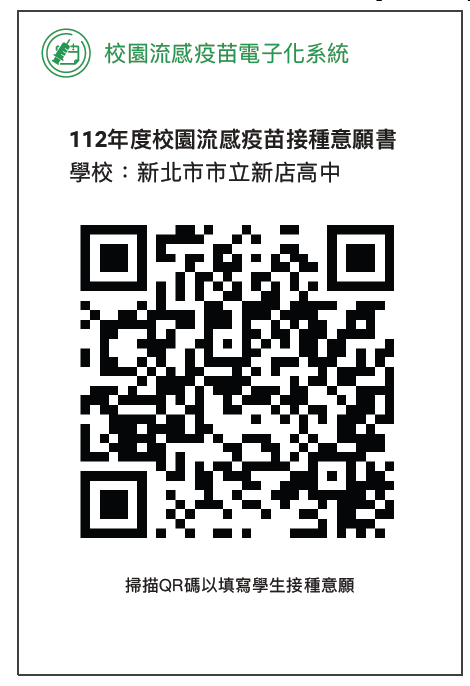 校園流感疫苗電子化系統
112年度校園流感疫苗接種意願書
學校：新北市市立新店高中
掃描QR碼以填寫學生接種意願